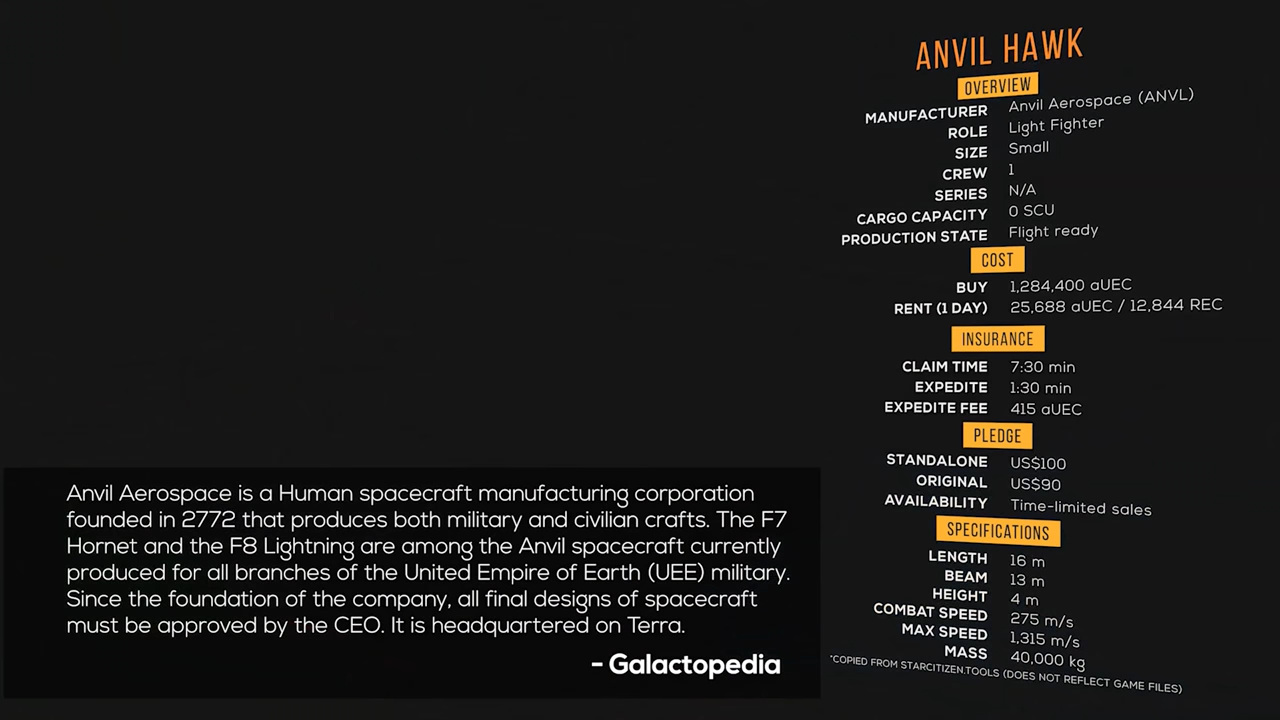 ANVIL HAWK
OVERVIEW
MANUFACTURER Anvil Aerospace (ANVL)
ROLE Light Fighter
SIZE Small
CREW 1
SERIES N/A
CARGO CAPACITY 0 SCU
PRODUCTION STATE Flight ready
COST
BUY 1,284,400 aUEC
RENT (1 DAY) 25,688 aUEC / 12,844 REC
INSURANCE
CLAIM TIME 7:30 min
EXPEDITE 1:30 min
EXPEDITE FEE 415 aUEC
PLEDGE
STANDALONE US$100
ORIGINAL US$90
AVAILABILITY Time-limited sales
SPECIFICATIONS
LENGTH 16 m
BEAM 13 m
HEIGHT 4 m
COMBAT SPEED 275 m/s
MAX SPEED 1,315 m/s
MASS 40,000 kg
*COPIED FROM STARCITIZEN.TOOLS (DOES NOT REFLECT GAME FILES)
Anvil Aerospace is a Human spacecraft manufacturing corporation
founded in 2772 that produces both military and civilian crafts. The F7
Hornet and the F8 Lightning are among the Anvil spacecraft currently
produced for all branches of the United Empire of Earth (UEE) military.
Since the foundation of the company, all final designs of spacecraft
must be approved by the CEO. It is headquartered on Terra.
- Galactopedia